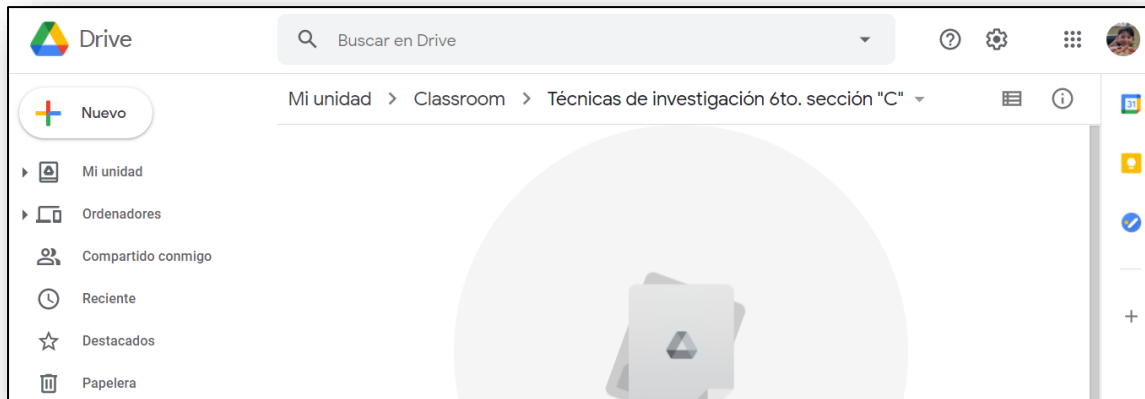 Drive
Buscar en Drive
Nuevo
Mi unidad > Classroom > Técnicas de investigación 6to. sección "C"
31
Mi unidad
Ordenadores
Compartido conmigo
Reciente
Destacados
Papelera